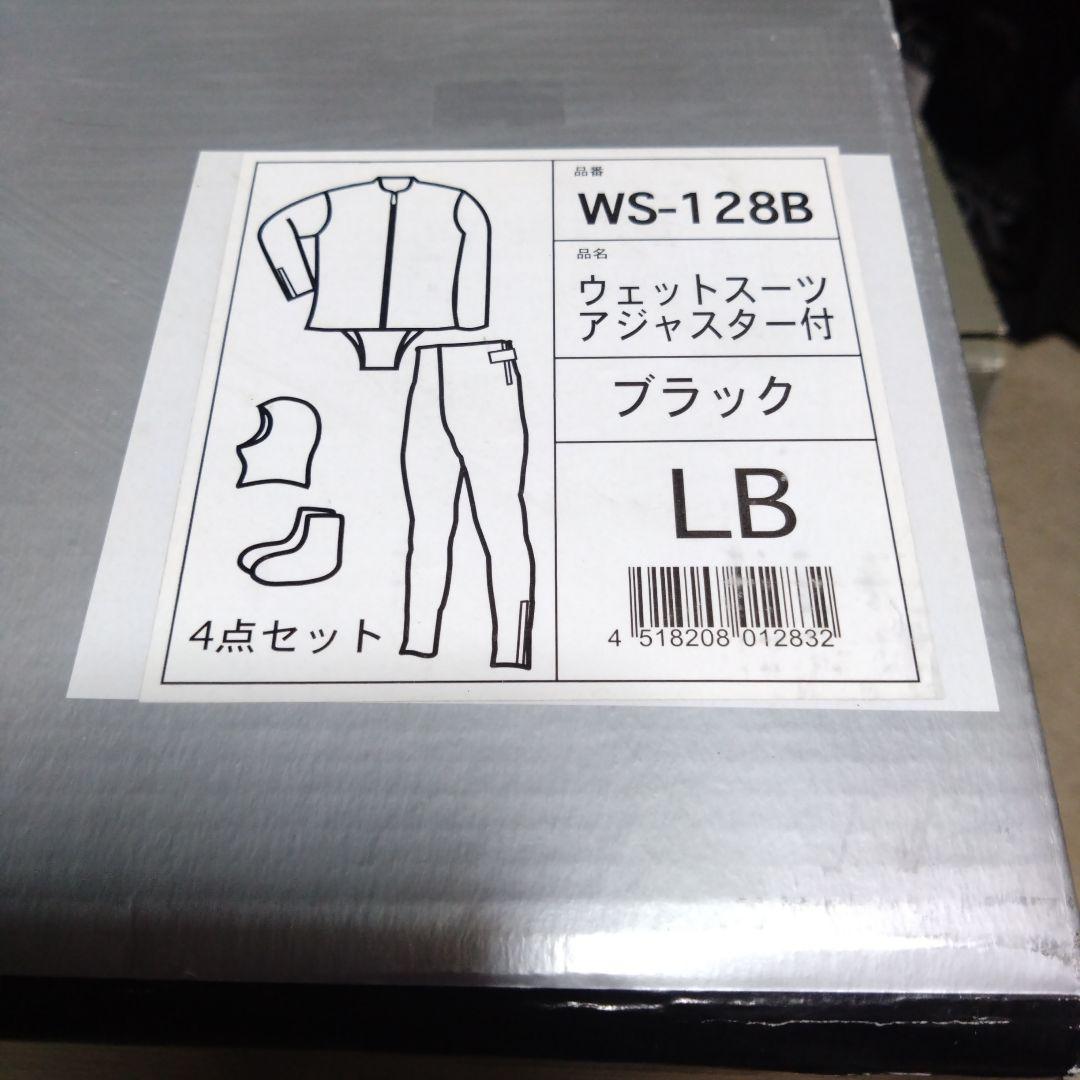 品番
WS-128B
品名
ウェットスーツ
アジャスター付
ブラック
LB
4 518208 012832
4点セット